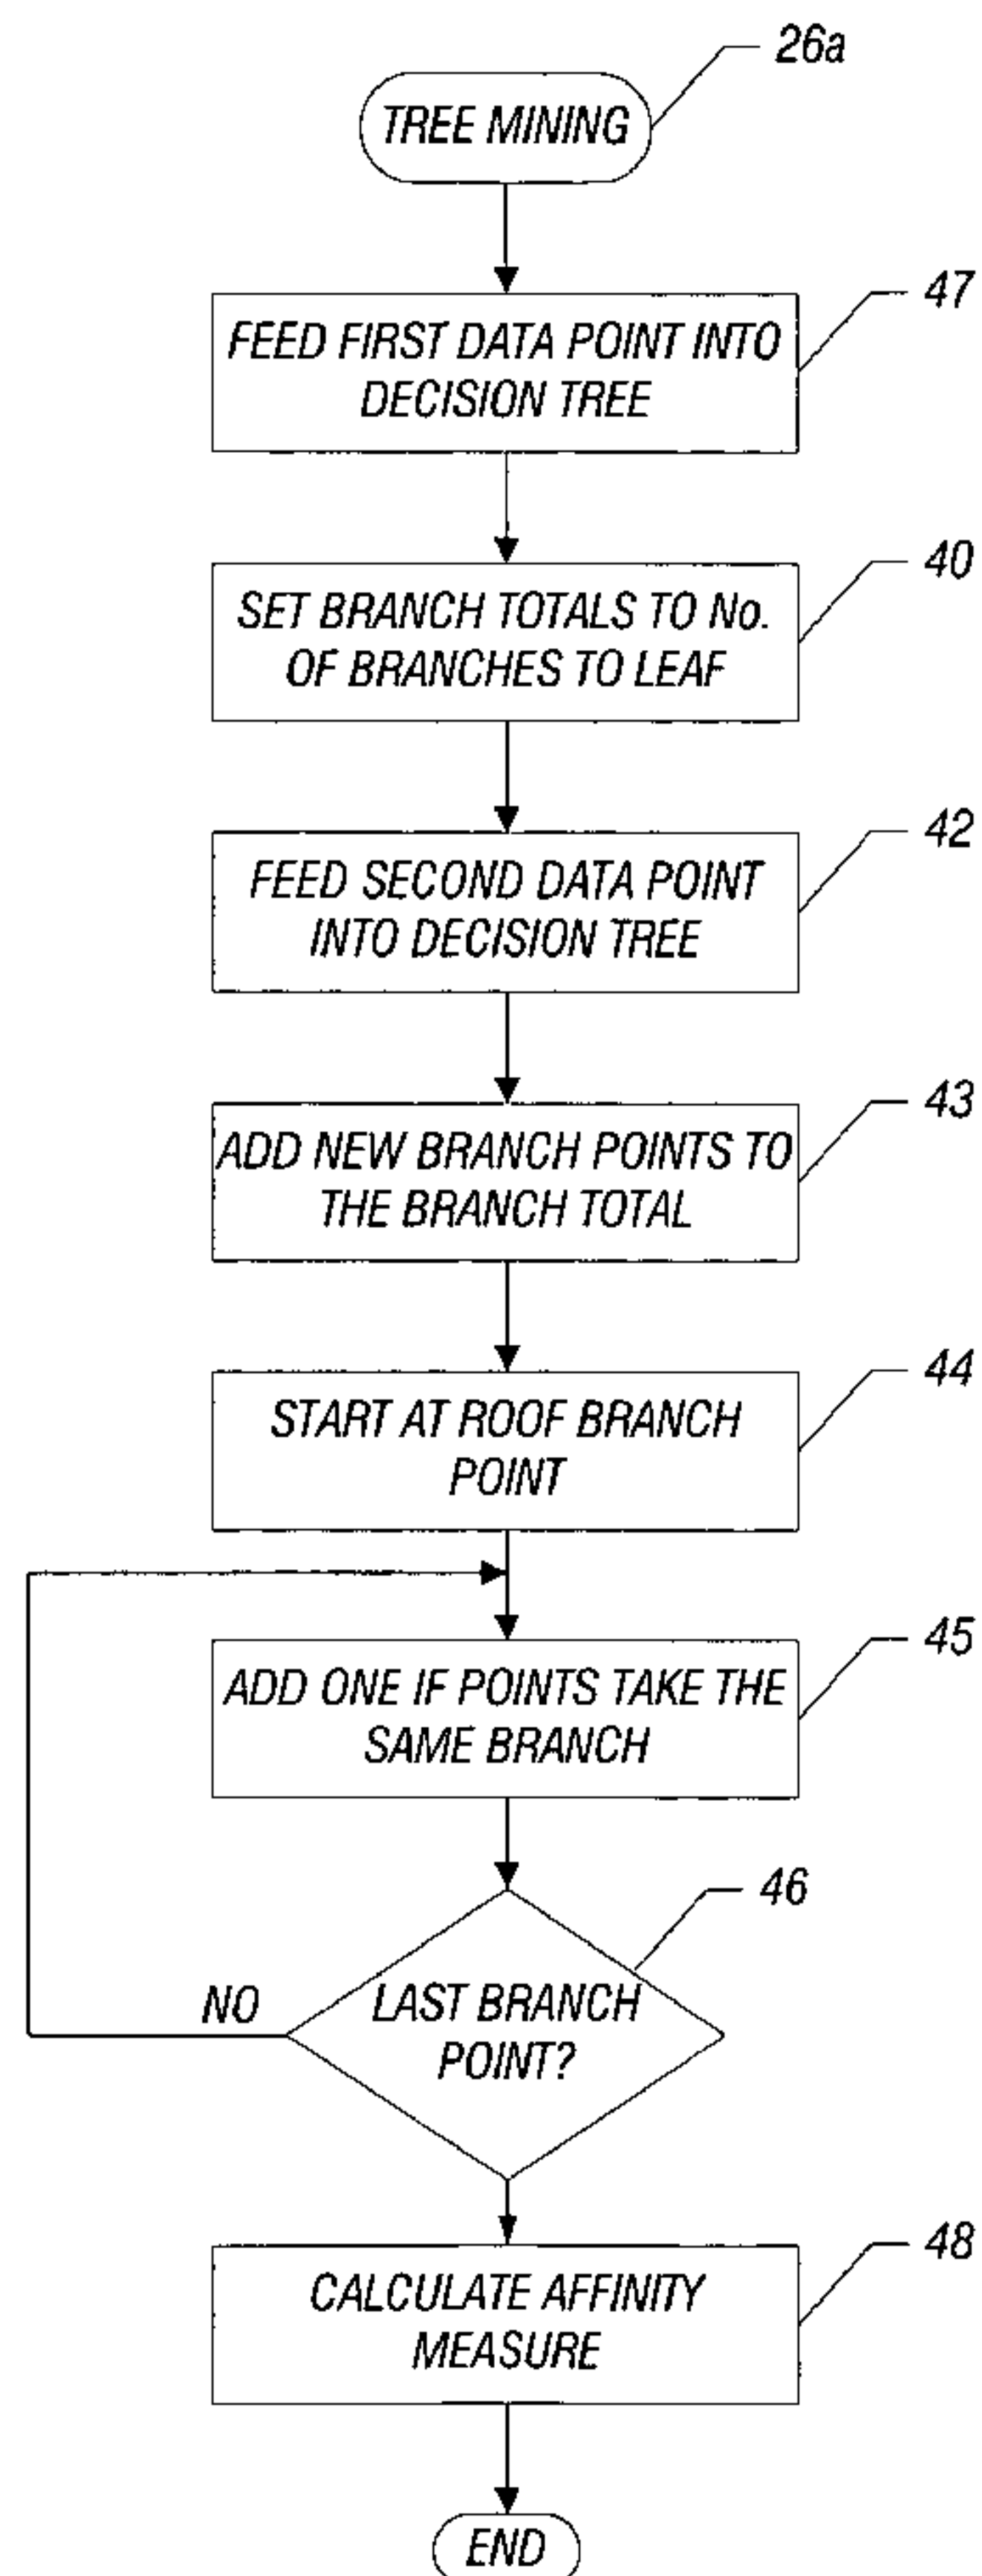 26a
TREE MINING
47
FEED FIRST DATA POINT INTO
DECISION TREE
40
SET BRANCH TOTALS TO No.
OF BRANCHES TO LEAF
42
FEED SECOND DATA POINT
INTO DECISION TREE
43
ADD NEW BRANCH POINTS TO
THE BRANCH TOTAL
44
START AT ROOF BRANCH
POINT
45
ADD ONE IF POINTS TAKE THE
SAME BRANCH
46
NO
LAST BRANCH
POINT?
48
CALCULATE AFFINITY
MEASURE
END